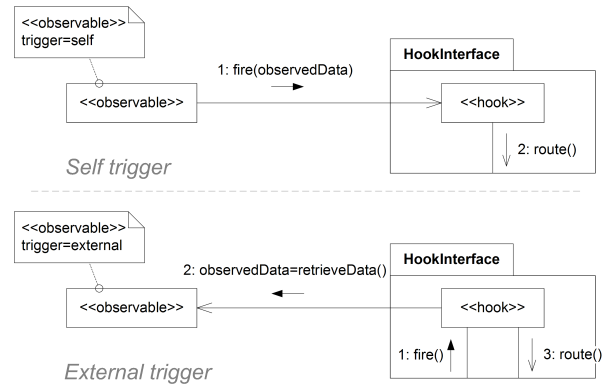 <<observable>>
trigger=self
HookInterface
1: fire(observedData)
<<observable>>
<<hook>>
2: route()
Self trigger
<<observable>>
trigger=external
HookInterface
2: observedData=retrieveData()
<<observable>>
<<hook>>
1: fire()
3: route()
External trigger